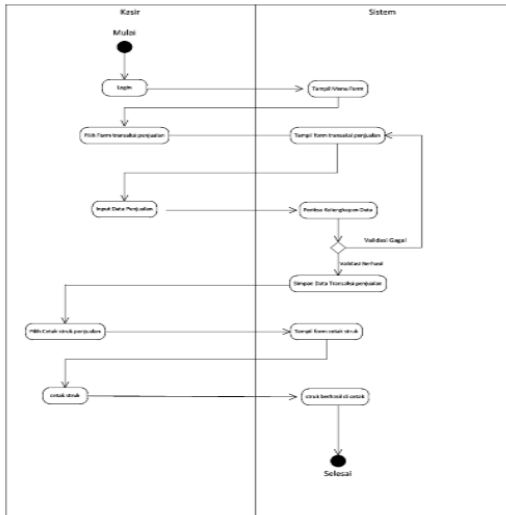 Kasir
Sistem
Mulai
Login
Tampil Menu Form
Pilih Form transaksi penjualan
Tampil form transaksi penjualan
Input Data Penjualan
Periksa Kelengkapan Data
Validasi Gagal
Validasi Berhasil
Simpan Data Transaksi penjualan
Pilih Cetak struk penjualan
Tampil form cetak struk
cetak struk
struk berhasil di cetak
Selesai